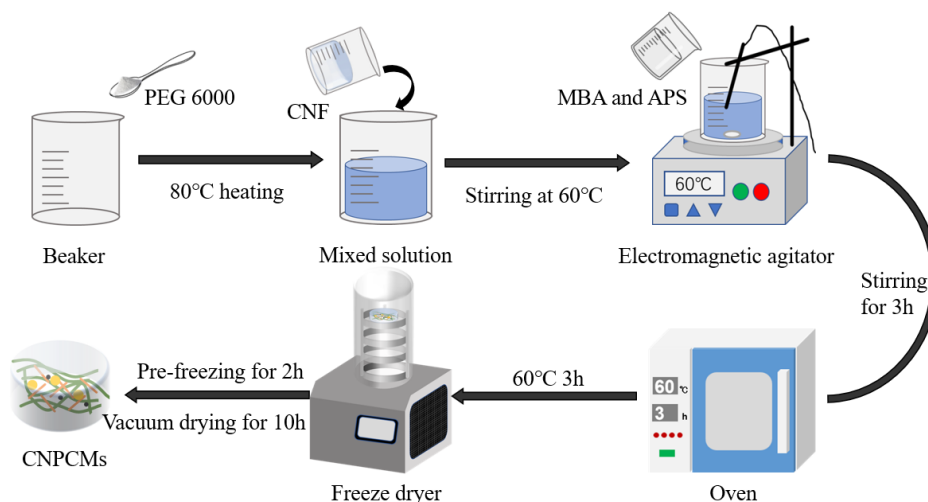 PEG 6000
80℃ heating
Beaker
CNF
Mixed solution
Stirring at 60℃
MBA and APS
60℃
Electromagnetic agitator
Stirring
for 3h
60 ℃
3 h
Oven
60℃ 3h
Freeze dryer
Pre-freezing for 2h
Vacuum drying for 10h
CNPCMs